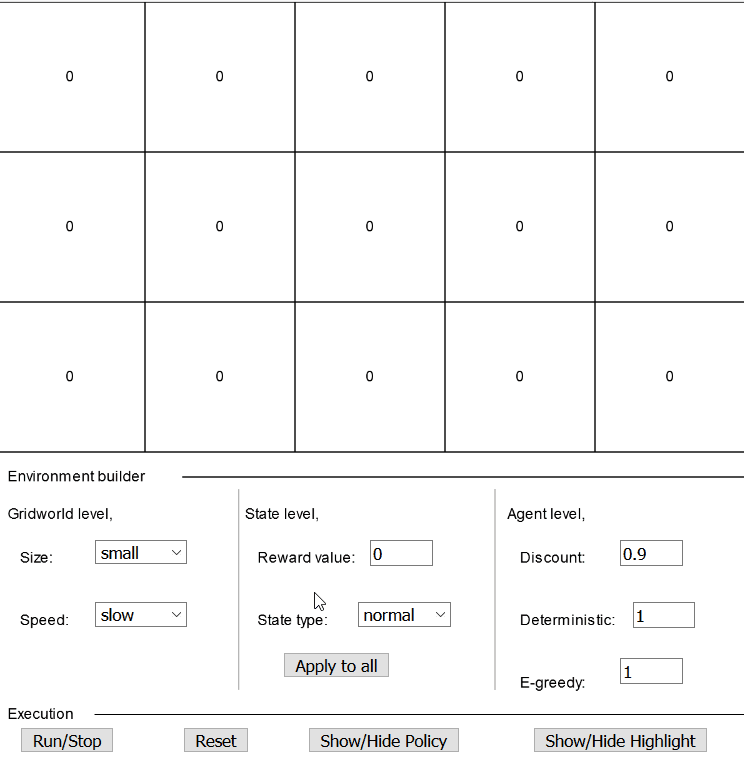 0 0 0 0 0
0 0 0 0 0
0 0 0 0 0
Environment builder
Gridworld level, State level, Agent level,
Size: small Reward value: 0 Discount: 0.9
Speed: slow State type: normal Deterministic: 1
Apply to all
E-greedy: 1
Execution
Run/Stop Reset Show/Hide Policy Show/Hide Highlight